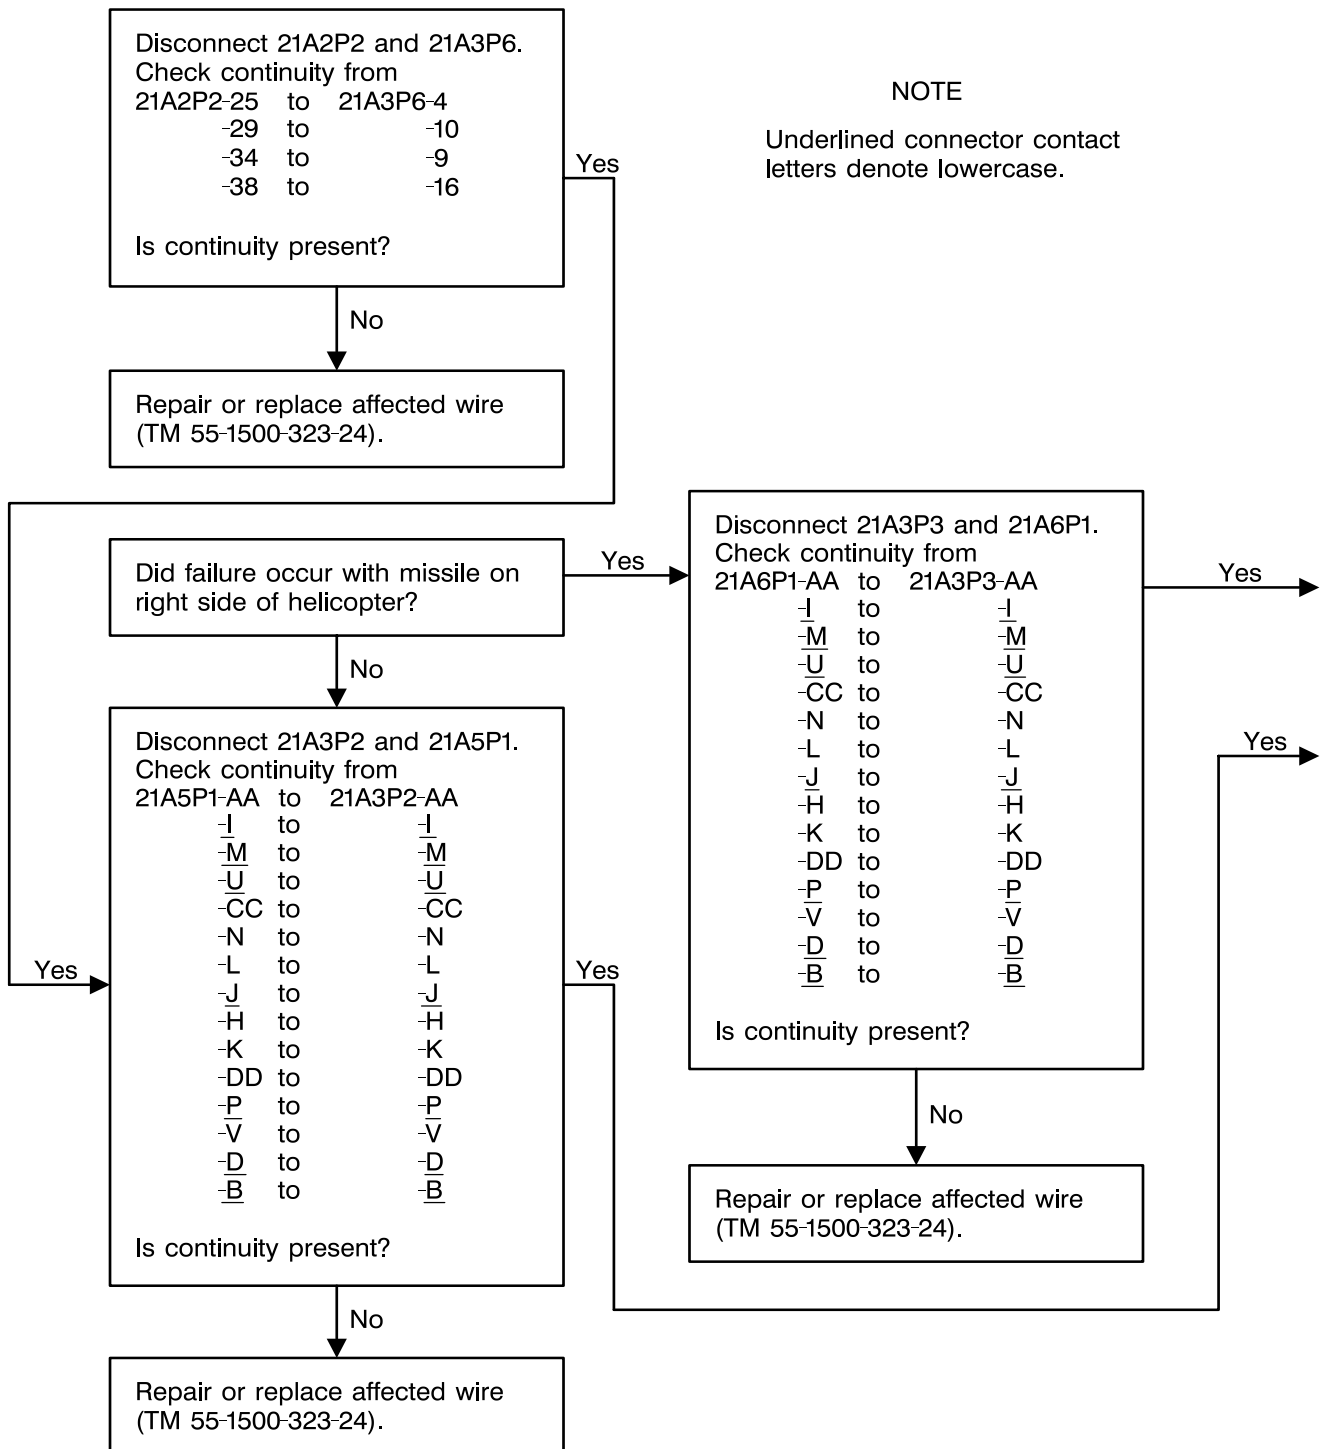 Disconnect 21A2P2 and 21A3P6.
Check continuity from
21A2P2-25 to 21A3P6-4
-29 to -10
-34 to -9
-38 to -16
Is continuity present?
Yes
NOTE
Underlined connector contact
letters denote lowercase.
No
Repair or replace affected wire
(TM 55-1500-323-24).
Did failure occur with missile on
right side of helicopter?
Yes
No
Disconnect 21A3P3 and 21A6P1.
Check continuity from
21A6P1-AA to 21A3P3-AA
-I to -I
-M to -M
-U to -U
-CC to -CC
-N to -N
-L to -L
-J to -J
-H to -H
-K to -K
-DD to -DD
-P to -P
-V to -V
-D to -D
-B to -B
Is continuity present?
Yes
No
Repair or replace affected wire
(TM 55-1500-323-24).
Yes
Disconnect 21A3P2 and 21A5P1.
Check continuity from
21A5P1-AA to 21A3P2-AA
-I to -I
-M to -M
-U to -U
-CC to -CC
-N to -N
-L to -L
-J to -J
-H to -H
-K to -K
-DD to -DD
-P to -P
-V to -V
-D to -D
-B to -B
Is continuity present?
Yes
Yes
No
Repair or replace affected wire
(TM 55-1500-323-24).